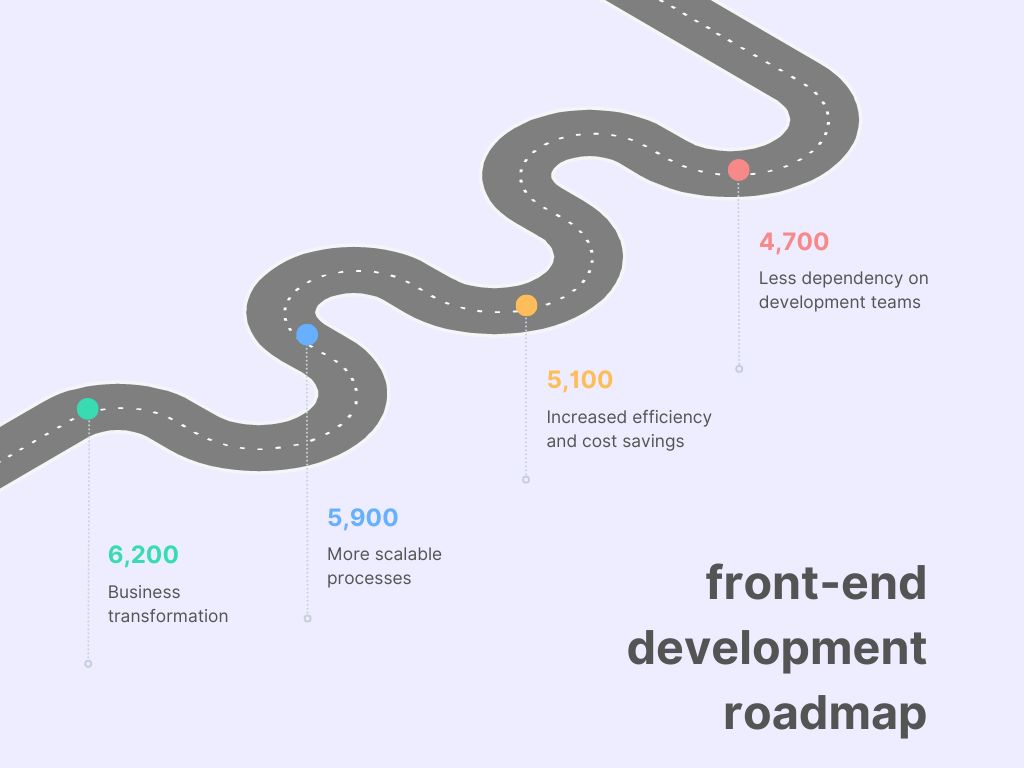 4,700
Less dependency on
development teams
5,100
Increased efficiency
and cost savings
5,900
More scalable
processes
6,200
Business
transformation
front-end
development
roadmap